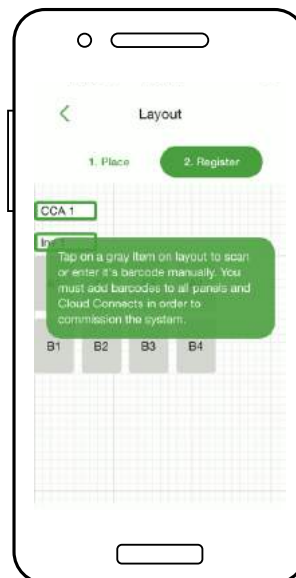 Layout
1. Place
2. Register
CCA 1
Tap on a gray item on layout to scan
or enter it's barcode manually. You
must add barcodes to all panels and
Cloud Connects in order to
commission the system.
B1 B2 B3 B4